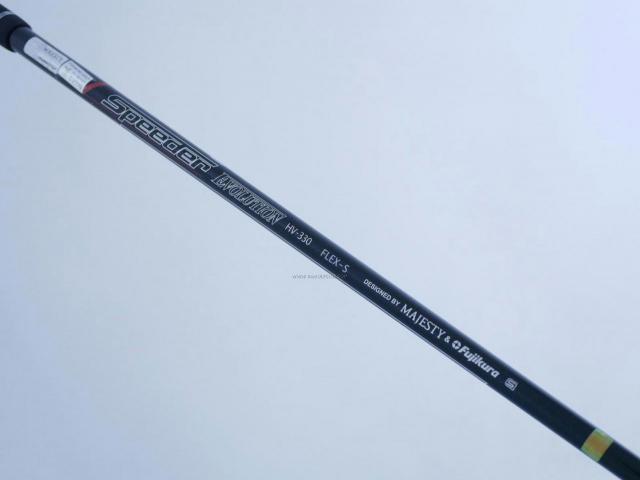 Speeder EVOLUTION HV-330 FLEX-S DESIGNED BY MAJESTY & Fujikura